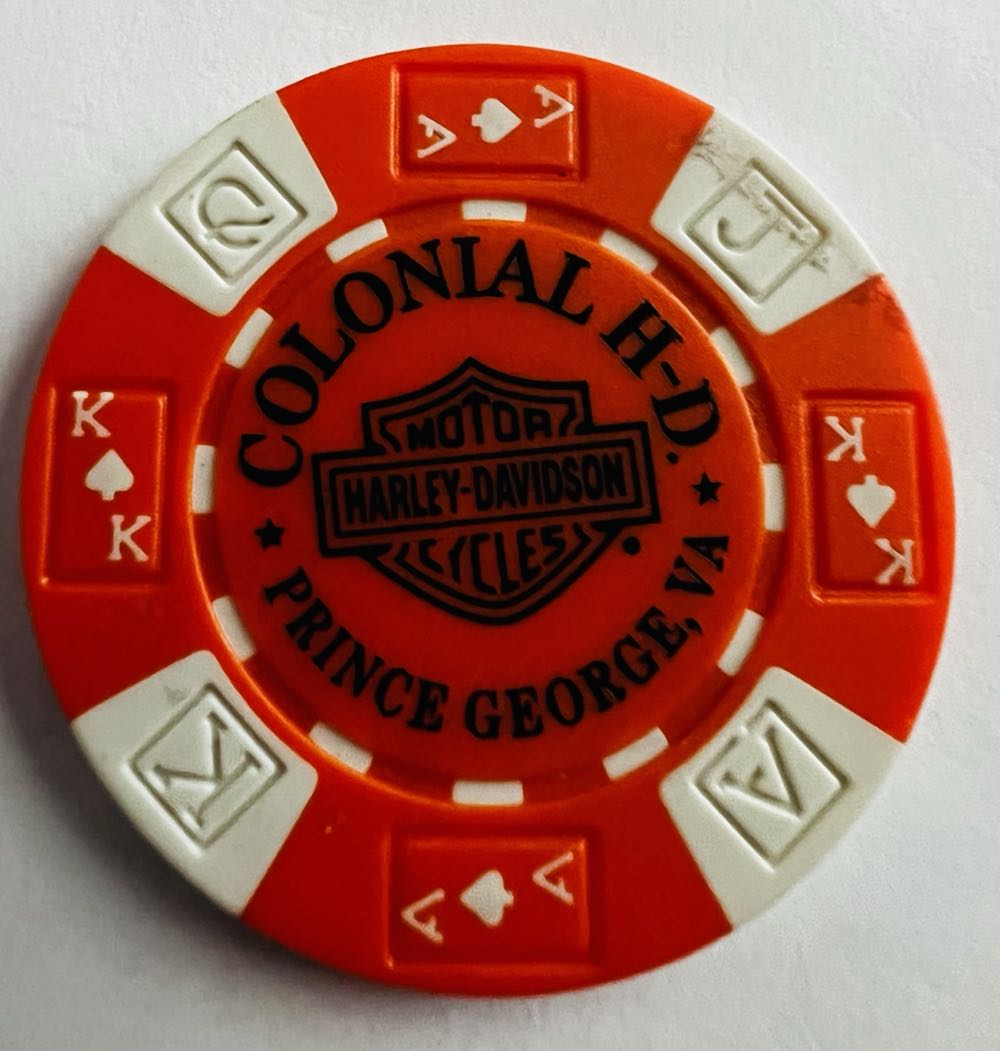 COLONIAL H-D.
MOTOR
HARLEY-DAVIDSON
CYCLES
PRINCE GEORGE, VA
A A
J
K K
A
A A
K
K K
Q